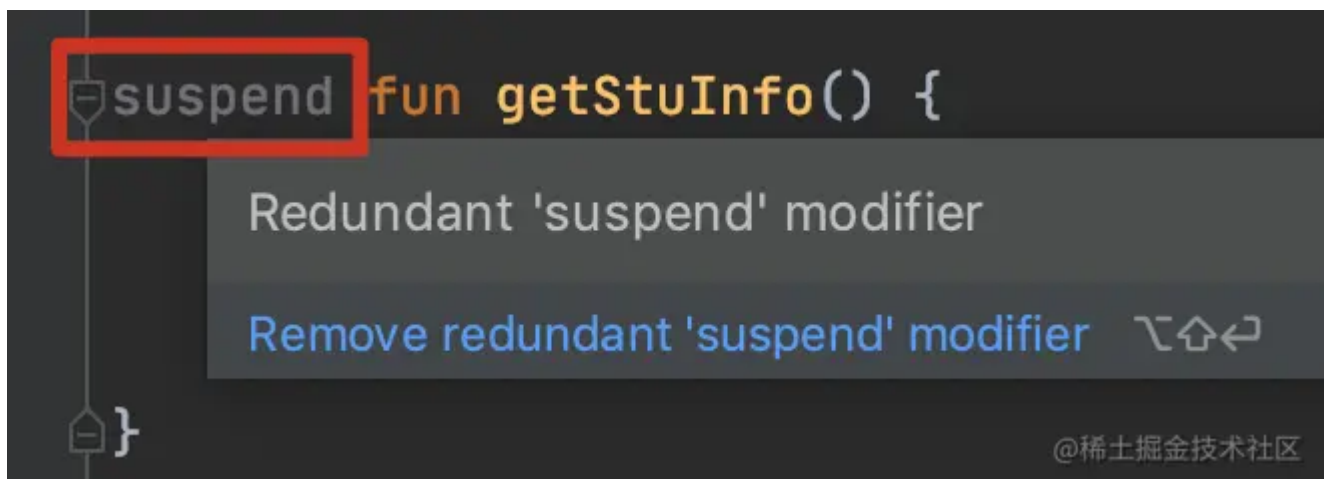 suspend fun getStuInfo() {
Redundant 'suspend' modifier
Remove redundant 'suspend' modifier ⌥⇧↩
}
@稀土掘金技术社区